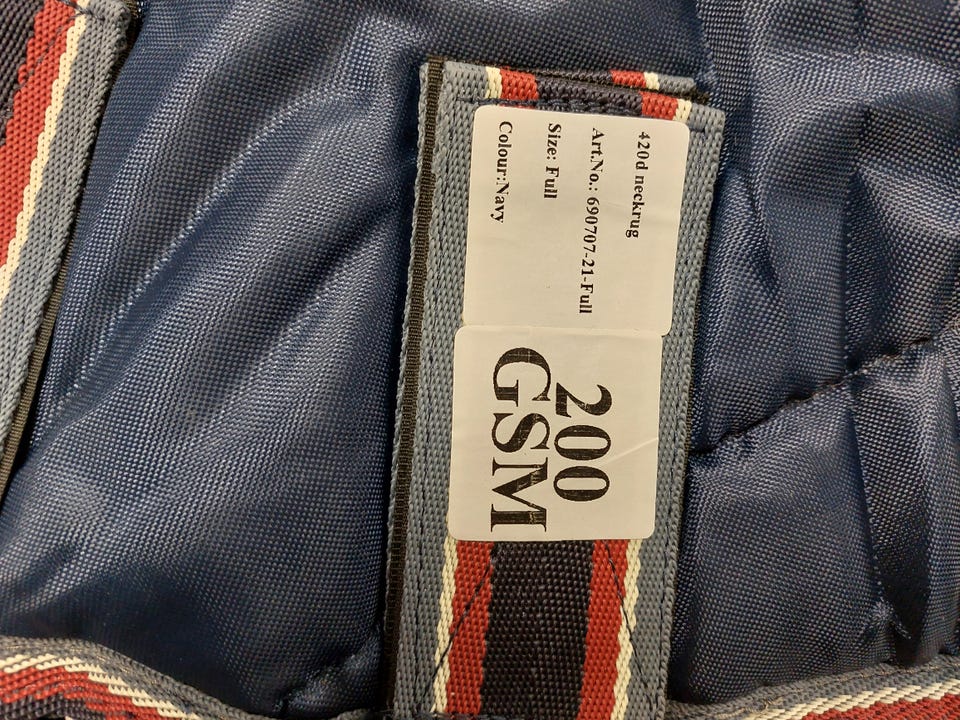 420d neckrug
Art.No.: 690707-21-Full
Size: Full
Colour:Navy
200
GSM